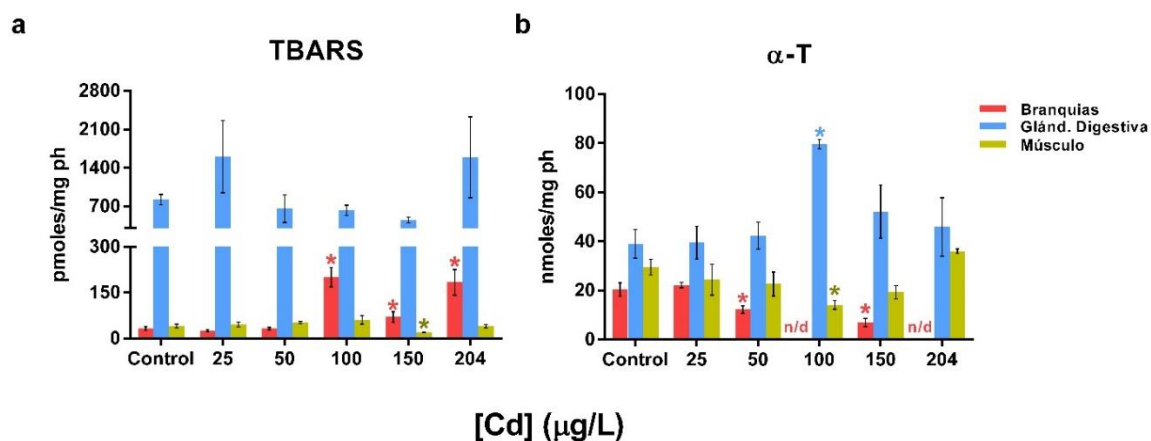 a
TBARS
pmoles/mg ph
2800
2100
1400
700
300
150
0
*
*
*
*
Control 25 50 100 150 204
b
α-T
nmoles/mg ph
100
80
60
40
20
0
*
*
n/d
*
*
n/d
Control 25 50 100 150 204
Branquias
Gland. Digestiva
Músculo
[Cd] (μg/L)